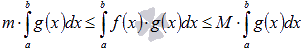 m·∫_a^b g(x)dx ≤ ∫_a^b f(x)·g(x)dx ≤ M·∫_a^b g(x)dx